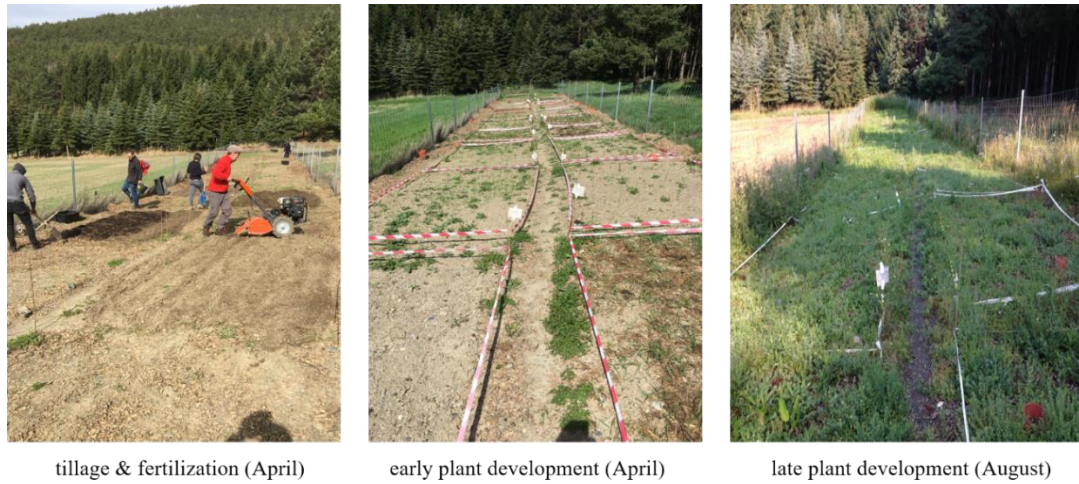 tillage & fertilization (April)
early plant development (April)
late plant development (August)